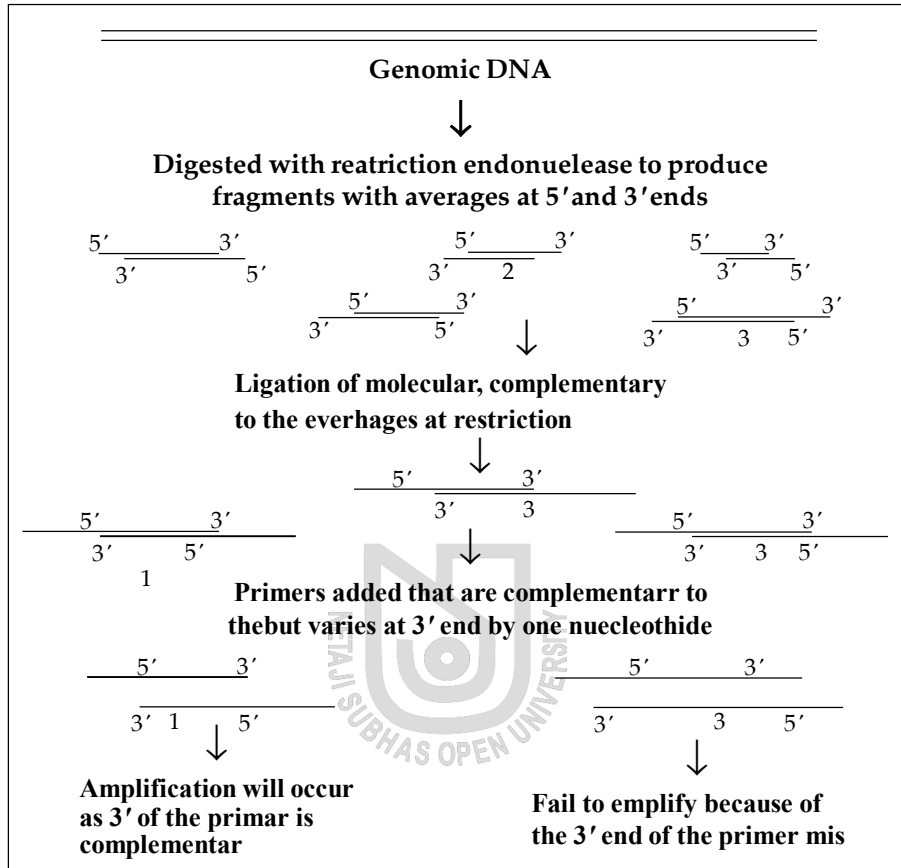 Genomic DNA
Digested with reatriction endonuelease to produce
fragments with averages at 5′ and 3′ ends
5′ 3′ 5′ 3′ 5′ 3′
3′ 5′ 3′ 2 3′ 5′
5′ 3′ 5′ 3′
3′ 5′ 3′ 3 5′
Ligation of molecular, complementary
to the everhages at restriction
5′ 3′
3′ 3
5′ 3′ 5′ 3′
3′ 5′ 3′ 3 5′
1
Primers added that are complementarr to
thebut varies at 3′ end by one nuecleothide
NETAJI SUBHAS OPEN UNIVERSITY
5′ 3′ 5′ 3′
3′ 1 5′ 3′ 3 5′
Amplification will occur
as 3′ of the primar is
complementar
Fail to emplify because of
the 3′ end of the primer mis